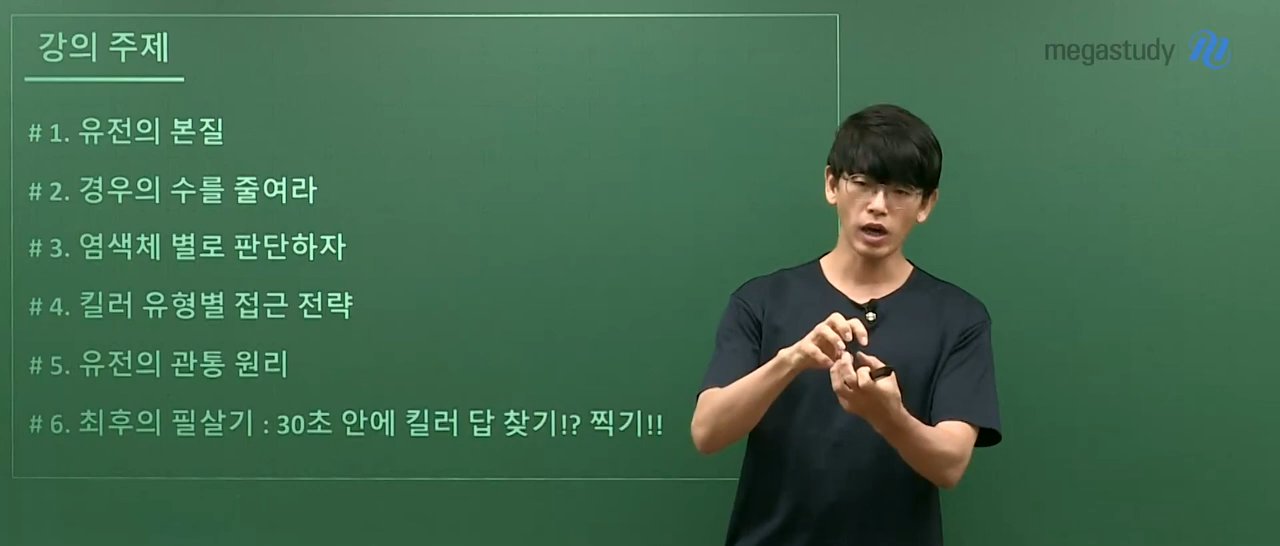 강의 주제
megastudy
# 1. 유전의 본질
# 2. 경우의 수를 줄여라
# 3. 염색체 별로 판단하자
# 4. 킬러 유형별 접근 전략
# 5. 유전의 관통 원리
# 6. 최후의 필살기 : 30초 안에 킬러 답 찾기!? 찍기!!